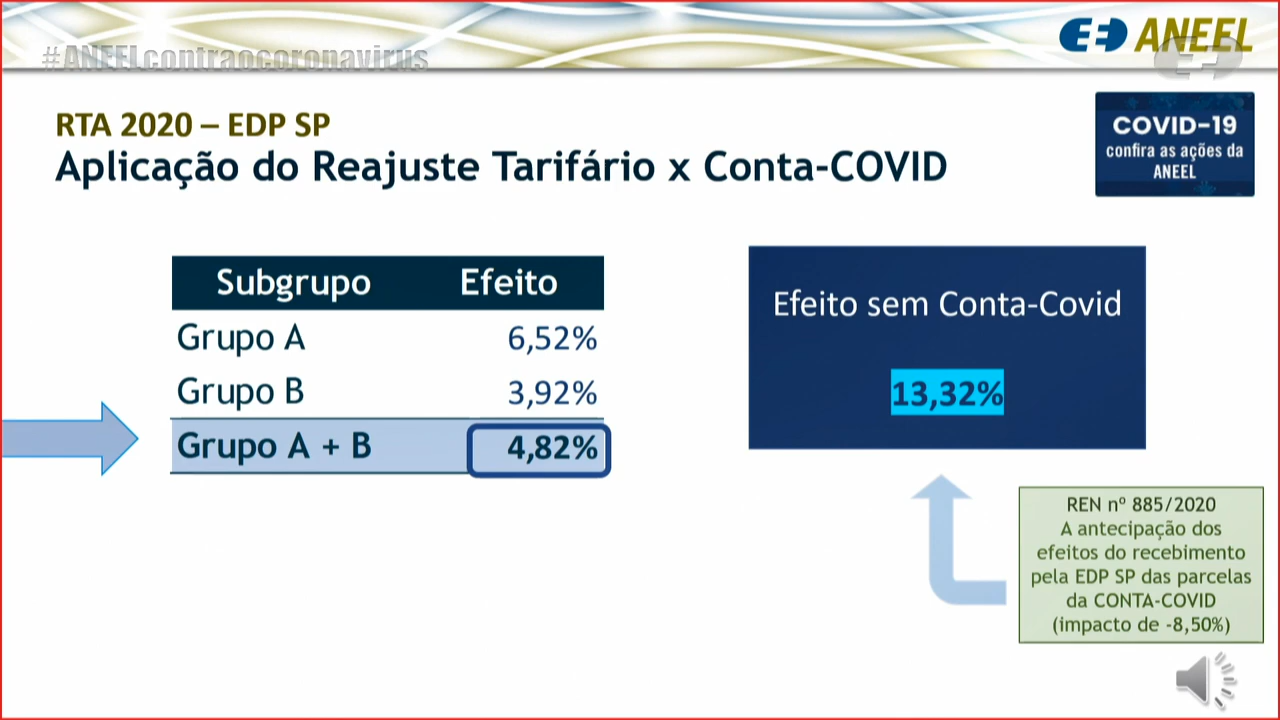 #ANEELcontraocoronavirus
ANEEL
RTA 2020 – EDP SP
Aplicação do Reajuste Tarifário x Conta-COVID
COVID-19
confira as ações da
ANEEL
Subgrupo Efeito
Grupo A 6,52%
Grupo B 3,92%
Grupo A + B 4,82%
Efeito sem Conta-Covid
13,32%
REN nº 885/2020
A antecipação dos
efeitos do recebimento
pela EDP SP das parcelas
da CONTA-COVID
(impacto de -8,50%)